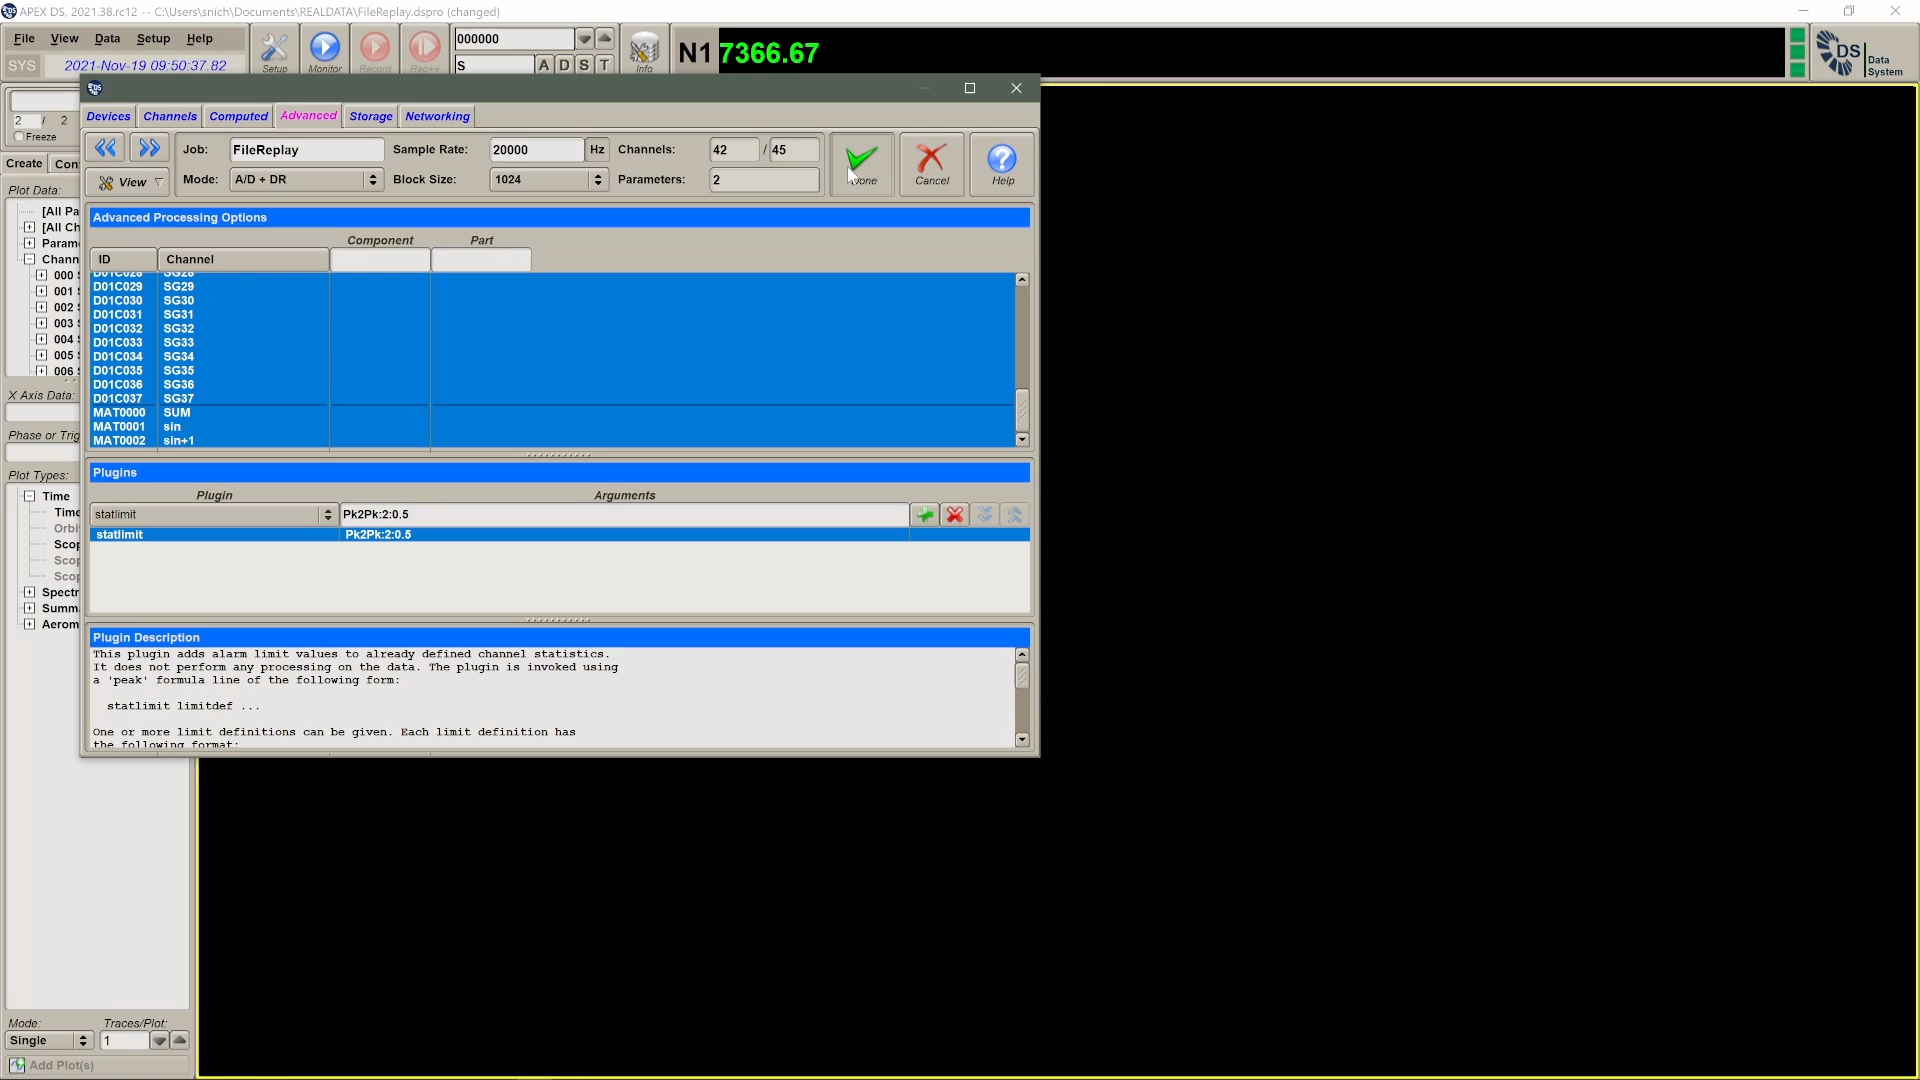 APEX DS, 2021.38.rc12 -- C:\Users\snich\Documents\REALDATA\FileReplay.dspro (changed)
File View Data Setup Help
SYS 2021-Nov-19 09:50:37.82
Setup Monitor Record Rec++
000000
S A D S T
Info
N1 7366.67
DS Data System
2 / 2
Freeze
Create Con
Plot Data:
[All Pa
[All Ch
Param
Chann
000
001
002
003
004
005
006
X Axis Data:
Phase or Trig
Plot Types:
Time
Time
Orbi
Scop
Scop
Scop
Spectr
Summ
Aerom
Mode: Traces/Plot:
Single 1
Add Plot(s)
Devices Channels Computed Advanced Storage Networking
Job: FileReplay Sample Rate: 20000 Hz Channels: 42 / 45
View Mode: A/D + DR Block Size: 1024 Parameters: 2
Cancel Help
Advanced Processing Options
Component Part
ID Channel
D01C028 SG28
D01C029 SG29
D01C030 SG30
D01C031 SG31
D01C032 SG32
D01C033 SG33
D01C034 SG34
D01C035 SG35
D01C036 SG36
D01C037 SG37
MAT0000 SUM
MAT0001 sin
MAT0002 sin+1
Plugins
Plugin Arguments
statlimit Pk2Pk:2:0.5
statlimit Pk2Pk:2:0.5
Plugin Description
This plugin adds alarm limit values to already defined channel statistics.
It does not perform any processing on the data. The plugin is invoked using
a 'peak' formula line of the following form:
statlimit limitdef ...
One or more limit definitions can be given. Each limit definition has
the following format: